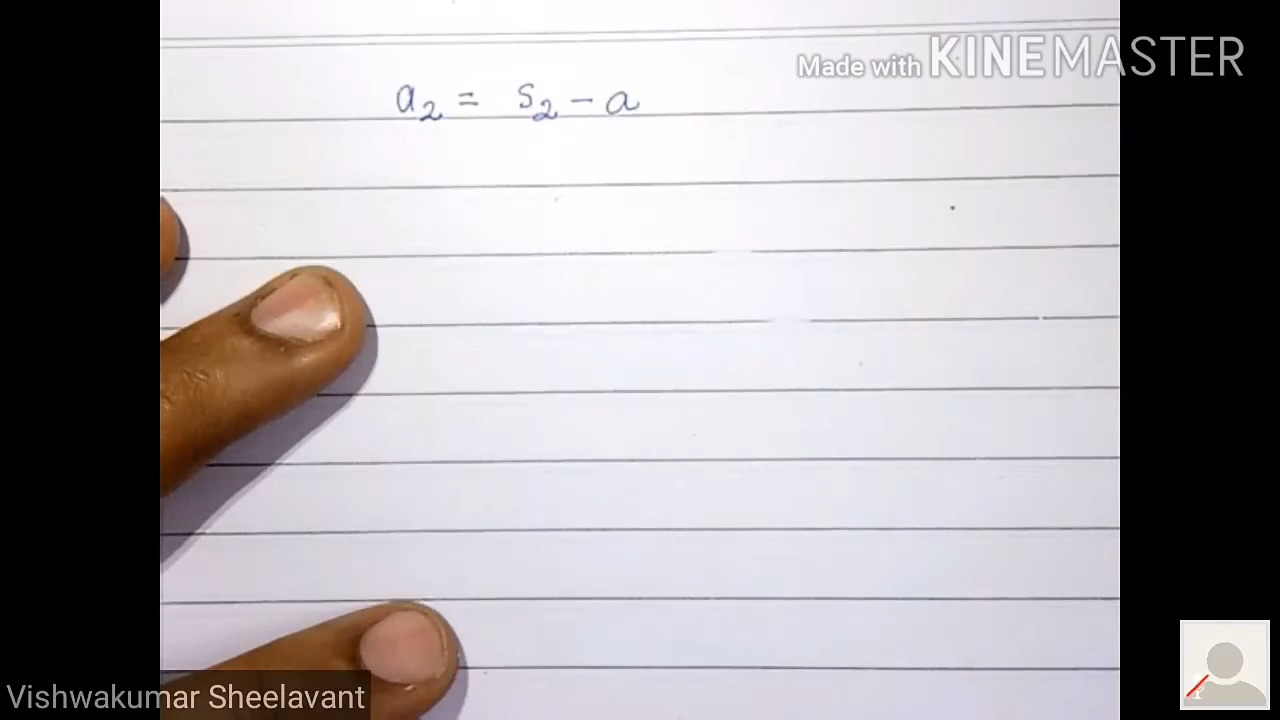 Made with KINEMASTER
a₂ = S₂ - a
Vishwakumar Sheelavant